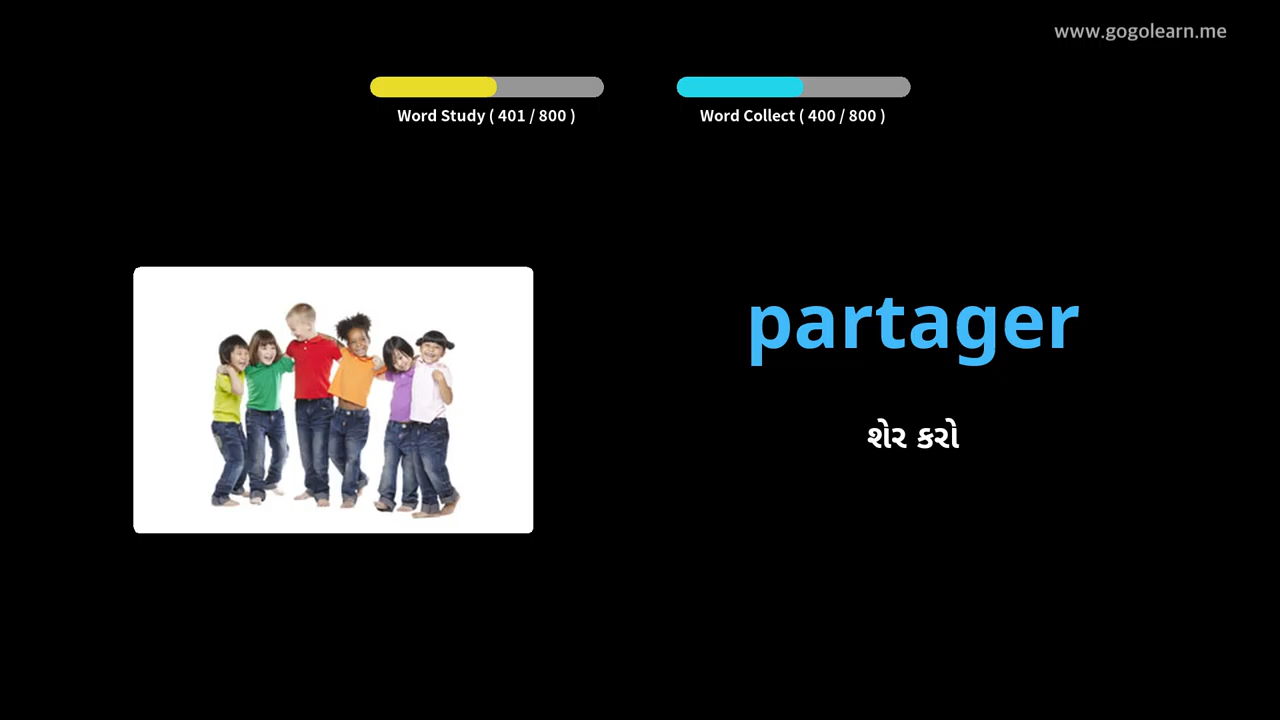 www.gogolearn.me
Word Study ( 401 / 800 )
Word Collect ( 400 / 800 )
partager
શેર કરો